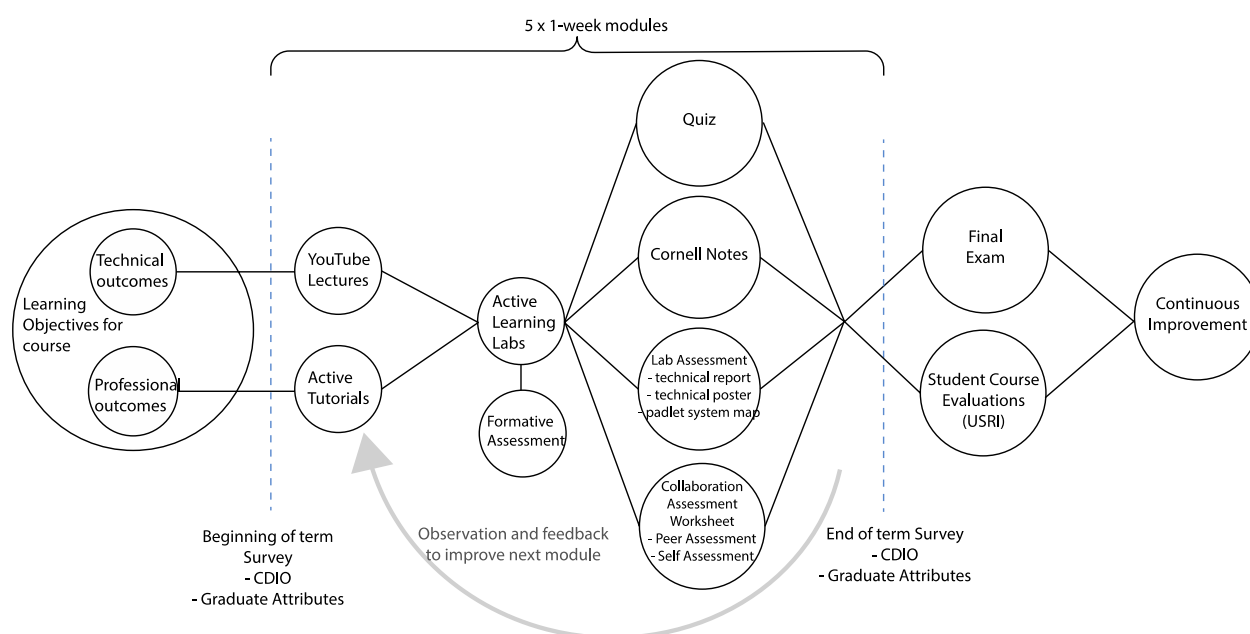 5 x 1-week modules
Quiz
Cornell Notes
Lab Assessment
- technical report
- technical poster
- padlet system map
Collaboration
Assessment
Worksheet
- Peer Assessment
- Self Assessment
Learning
Objectives for
course
Technical
outcomes
Professional
outcomes
YouTube
Lectures
Active
Tutorials
Active
Learning
Labs
Formative
Assessment
Final
Exam
Student Course
Evaluations
(USRI)
Continuous
Improvement
Beginning of term
Survey
- CDIO
- Graduate Attributes
Observation and feedback
to improve next module
End of term Survey
- CDIO
- Graduate Attributes